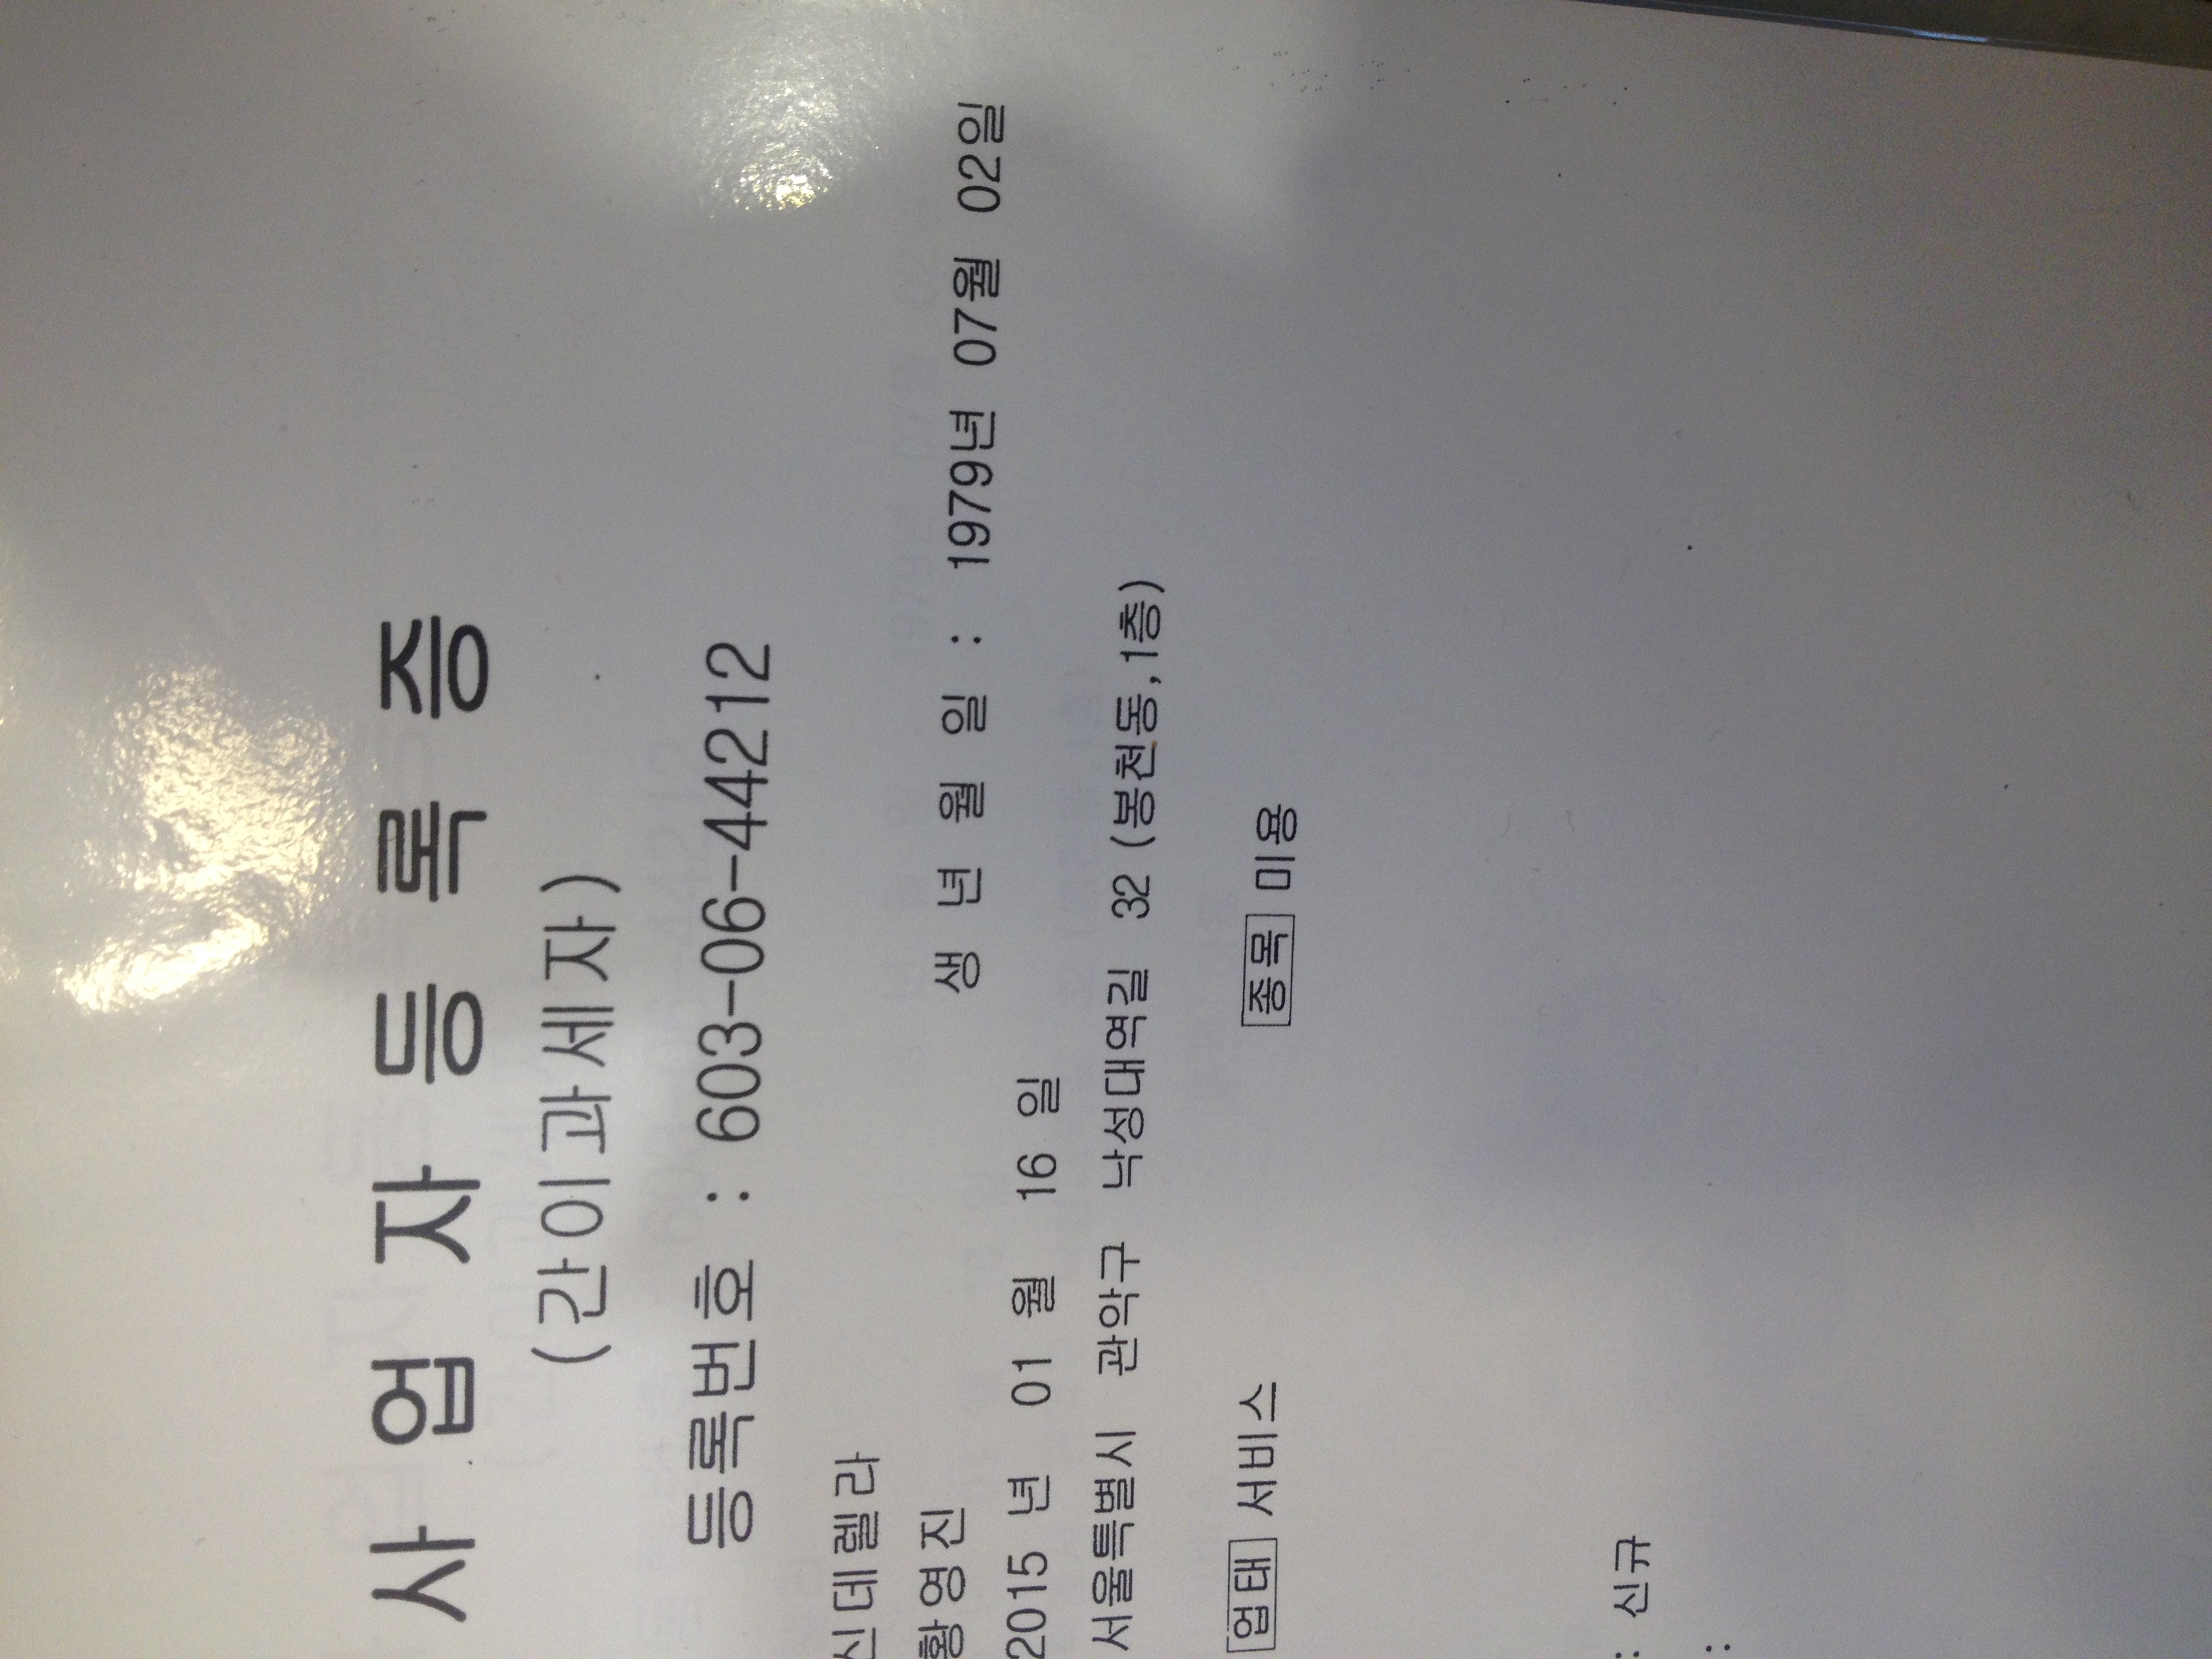 사 업 자 등 록 증
(간이과세자)
등록번호 : 603-06-44212
신데렐라
황영진 생 년 월 일 : 1979년 07월 02일
2015 년 01 월 16 일
서울특별시 관악구 낙성대역길 32 (봉천동,1층)
업태 서비스 종목 미용
: 신규
: